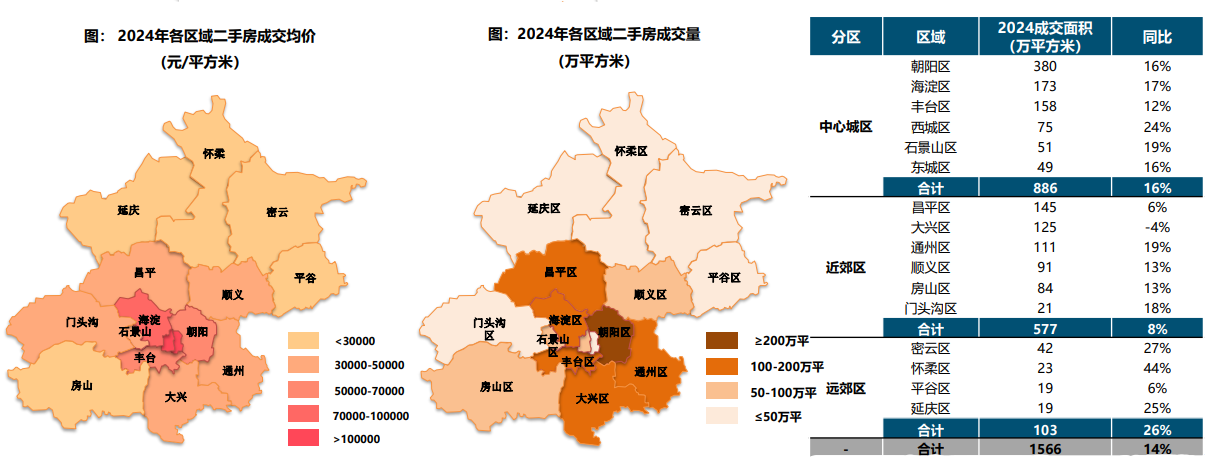 图： 2024年各区域二手房成交均价
(元/平方米)
怀柔
延庆
密云
昌平
平谷
顺义
门头沟
海淀
石景山
朝阳
丰台
通州
房山
大兴
<30000
30000-50000
50000-70000
70000-100000
>100000
图：2024年各区域二手房成交量
(万平方米)
怀柔区
延庆区
密云区
昌平区
平谷区
顺义区
门头沟
区
海淀区
朝阳区
石景山
区
丰台区
通州区
房山区
大兴区
≥200万平
100-200万平
50-100万平
≤50万平
分区 区域 2024成交面积 同比
(万平方米)
朝阳区 380 16%
海淀区 173 17%
丰台区 158 12%
中心城区 西城区 75 24%
石景山区 51 19%
东城区 49 16%
合计 886 16%
昌平区 145 6%
大兴区 125 -4%
通州区 111 19%
近郊区 顺义区 91 13%
房山区 84 13%
门头沟区 21 18%
合计 577 8%
密云区 42 27%
怀柔区 23 44%
远郊区 平谷区 19 6%
延庆区 19 25%
合计 103 26%
- 合计 1566 14%